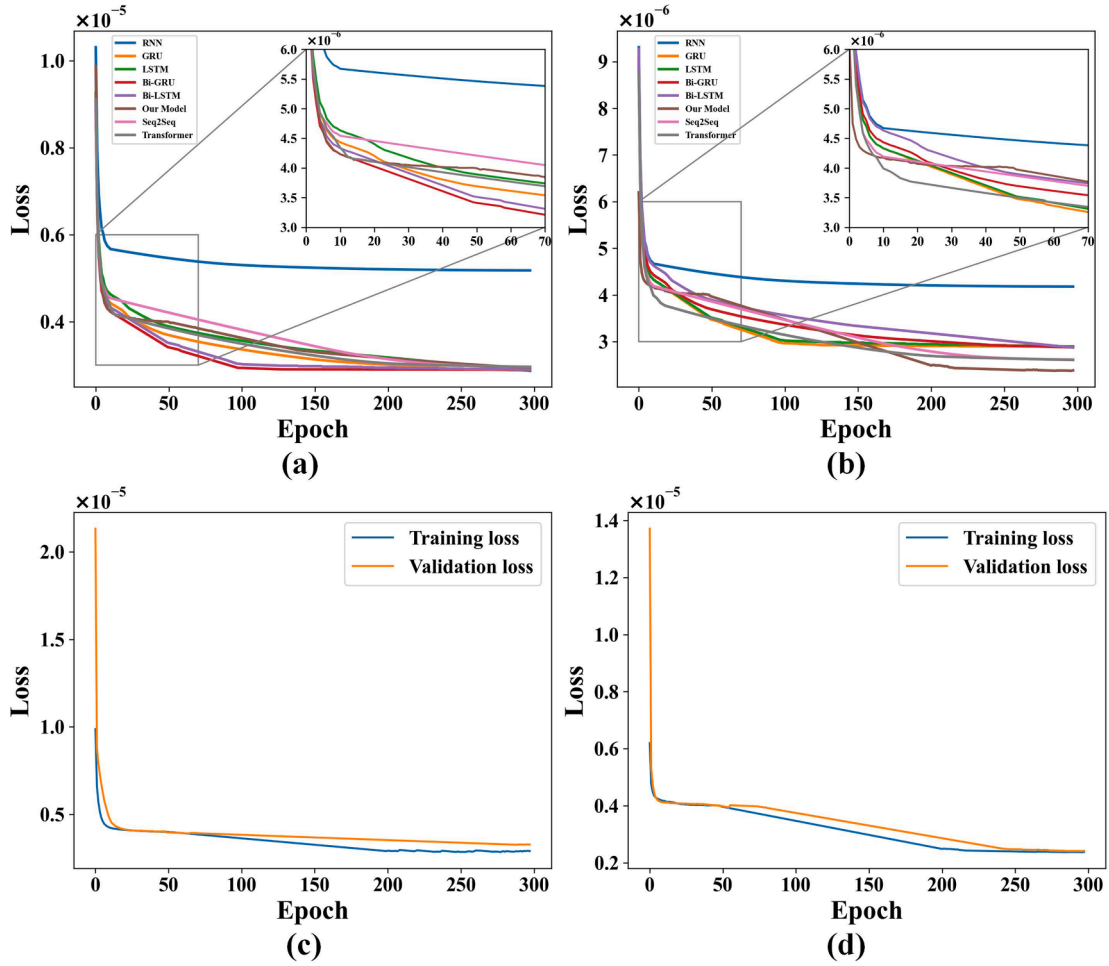 ×10⁻⁵
RNN
GRU
LSTM
Bi-GRU
Bi-LSTM
Our Model
Seq2Seq
Transformer
×10⁻⁶
6.0
5.5
5.0
4.5
4.0
3.5
3.0
0 10 20 30 40 50 60 70
1.0
0.8
0.6
0.4
Loss
0 50 100 150 200 250 300
Epoch
(a)
×10⁻⁶
RNN
GRU
LSTM
Bi-GRU
Bi-LSTM
Our Model
Seq2Seq
Transformer
×10⁻⁶
6.0
5.5
5.0
4.5
4.0
3.5
3.0
0 10 20 30 40 50 60 70
9
8
7
6
5
4
3
Loss
0 50 100 150 200 250 300
Epoch
(b)
×10⁻⁵
Training loss
Validation loss
2.0
1.5
1.0
0.5
Loss
0 50 100 150 200 250 300
Epoch
(c)
×10⁻⁵
Training loss
Validation loss
1.4
1.2
1.0
0.8
0.6
0.4
0.2
Loss
0 50 100 150 200 250 300
Epoch
(d)